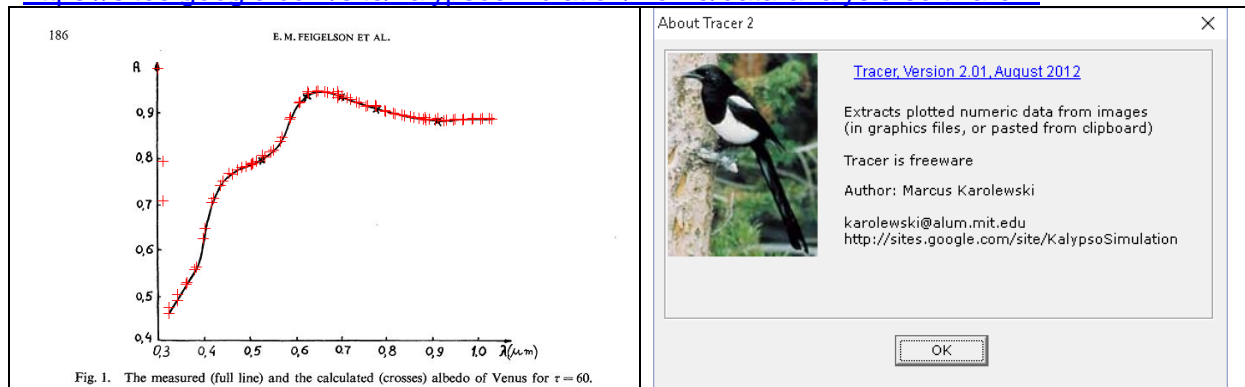 186
E. M. FEIGELSON ET AL.
A
0,9
0,8
0,7
0,6
0,5
0,4
0,3 0,4 0,5 0,6 0,7 0,8 0,9 1.0 λ(μm)
Fig. 1. The measured (full line) and the calculated (crosses) albedo of Venus for τ = 60.
About Tracer 2
Tracer, Version 2.01, August 2012
Extracts plotted numeric data from images
(in graphics files, or pasted from clipboard)
Tracer is freeware
Author: Marcus Karolewski
karolewski@alum.mit.edu
http://sites.google.com/site/KalypsoSimulation
OK